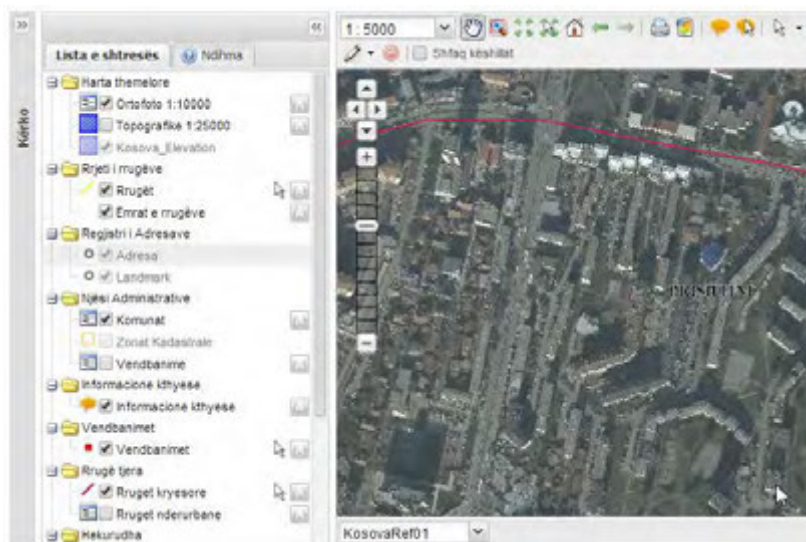 Kërko
Lista e shtresës
Ndihma
Harta themelore
Ortofoto 1:10000
Topografike 1:25000
Kosova_Elevation
Rrjeti i rrugëve
Rrugët
Emrat e rrugëve
Regjistri i Adresave
Adresa
Landmark
Njësi Administrative
Komunat
Zonat Kadastrale
Vendbanime
Informacione kthyese
Informacione kthyese
Vendbanimet
Vendbanimet
Rrugë tjera
Rruget kryesore
Rruget nderurbane
Hekurudha
1:5000
Shfaq këshillat
PRISHTINË
KosovaRef01